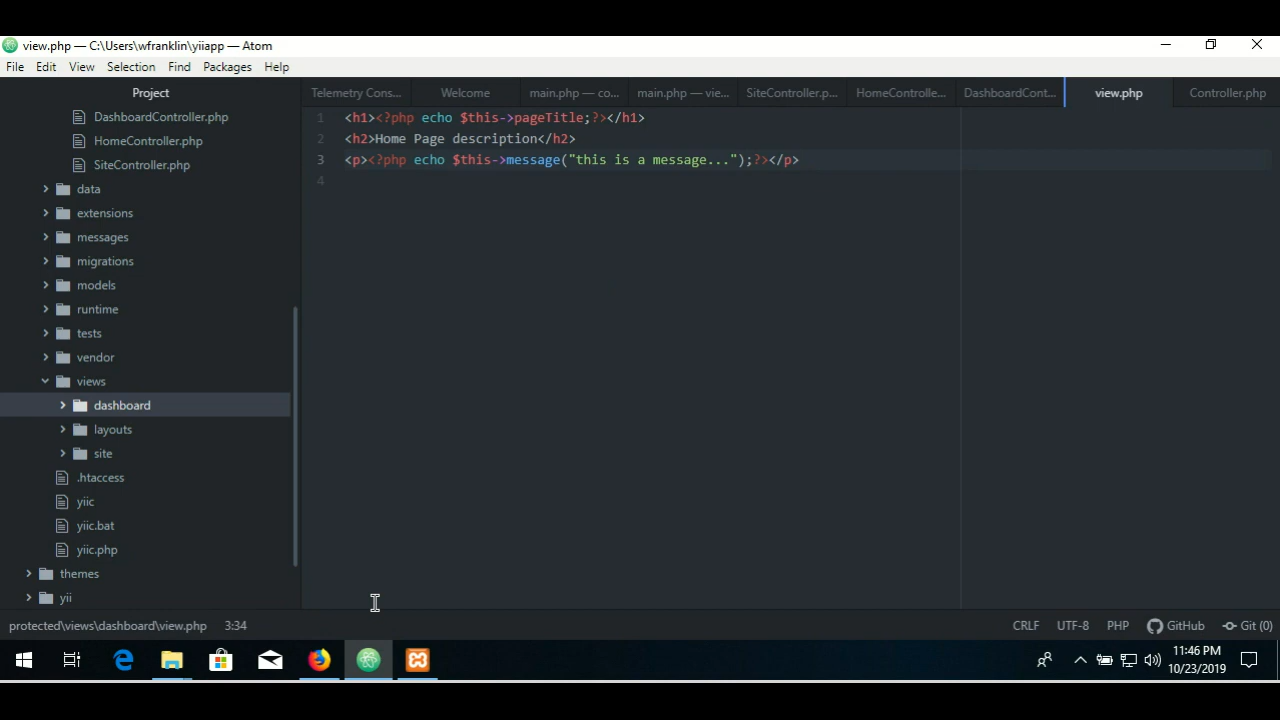 view.php — C:\Users\wfranklin\yiiapp — Atom
File Edit View Selection Find Packages Help
Project
Telemetry Cons... Welcome main.php — co... main.php — vie... SiteController.p... HomeControlle... DashboardCont... view.php Controller.php
DashboardController.php
HomeController.php
SiteController.php
data
extensions
messages
migrations
models
runtime
tests
vendor
views
dashboard
layouts
site
.htaccess
yiic
yiic.bat
yiic.php
themes
yii
1 <h1><?php echo $this->pageTitle;?></h1>
2 <h2>Home Page description</h2>
3 <p><?php echo $this->message("this is a message...");?></p>
4
protected\views\dashboard\view.php 3:34 CRLF UTF-8 PHP GitHub Git (0)
11:46 PM
10/23/2019